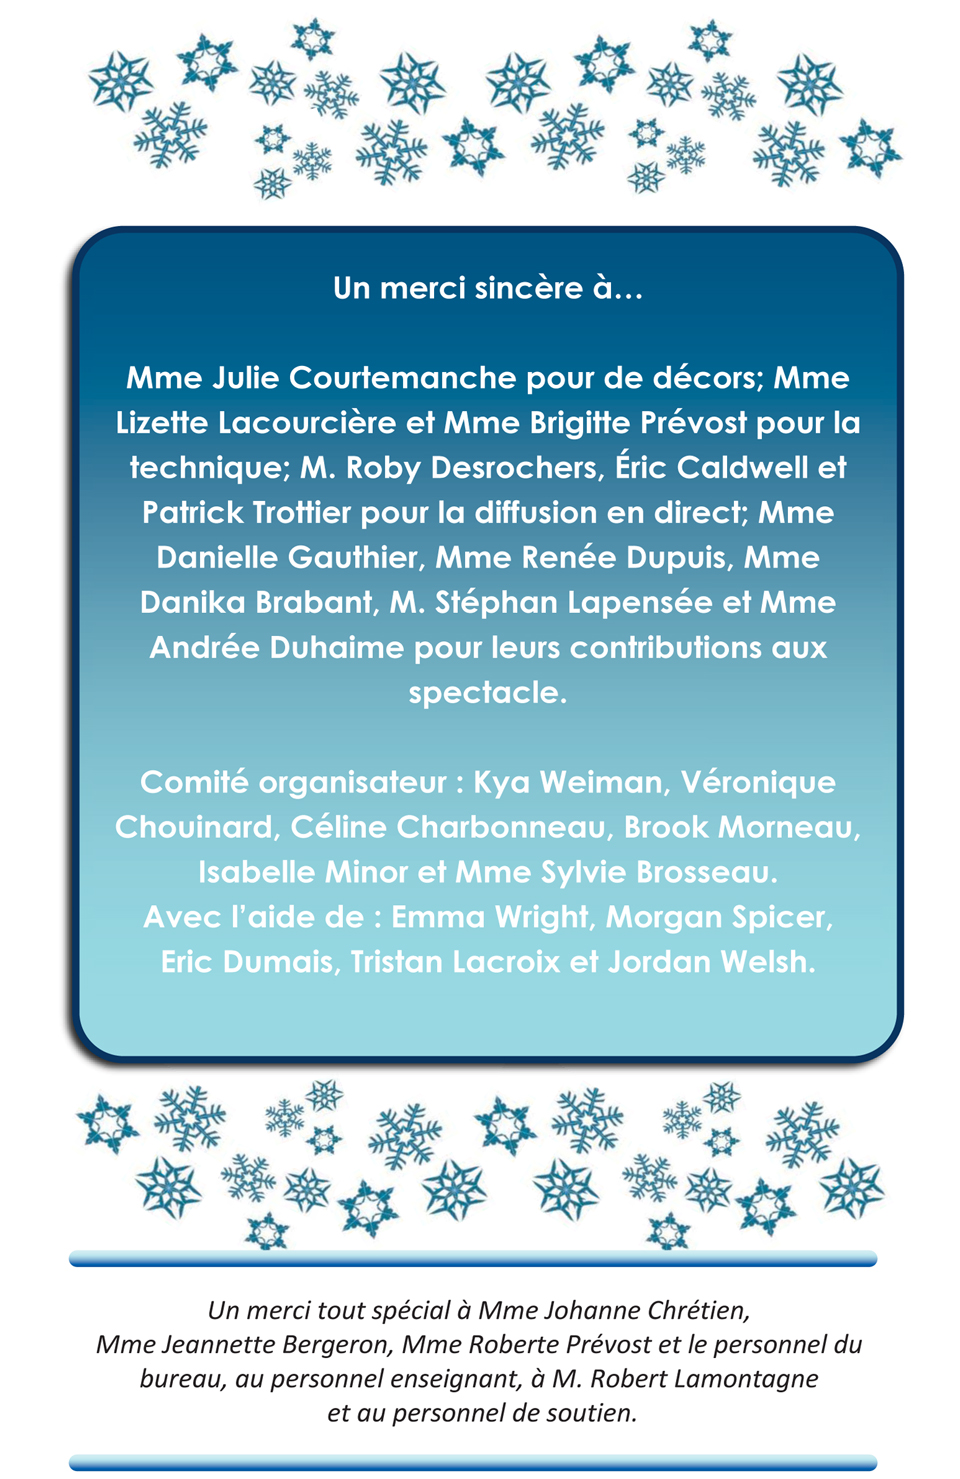 Un merci sincère à…
Mme Julie Courtemanche pour de décors; Mme
Lizette Lacourcière et Mme Brigitte Prévost pour la
technique; M. Roby Desrochers, Éric Caldwell et
Patrick Trottier pour la diffusion en direct; Mme
Danielle Gauthier, Mme Renée Dupuis, Mme
Danika Brabant, M. Stéphan Lapensée et Mme
Andrée Duhaime pour leurs contributions aux
spectacle.
Comité organisateur : Kya Weiman, Véronique
Chouinard, Céline Charbonneau, Brook Morneau,
Isabelle Minor et Mme Sylvie Brosseau.
Avec l’aide de : Emma Wright, Morgan Spicer,
Eric Dumais, Tristan Lacroix et Jordan Welsh.
Un merci tout spécial à Mme Johanne Chrétien,
Mme Jeannette Bergeron, Mme Roberte Prévost et le personnel du
bureau, au personnel enseignant, à M. Robert Lamontagne
et au personnel de soutien.